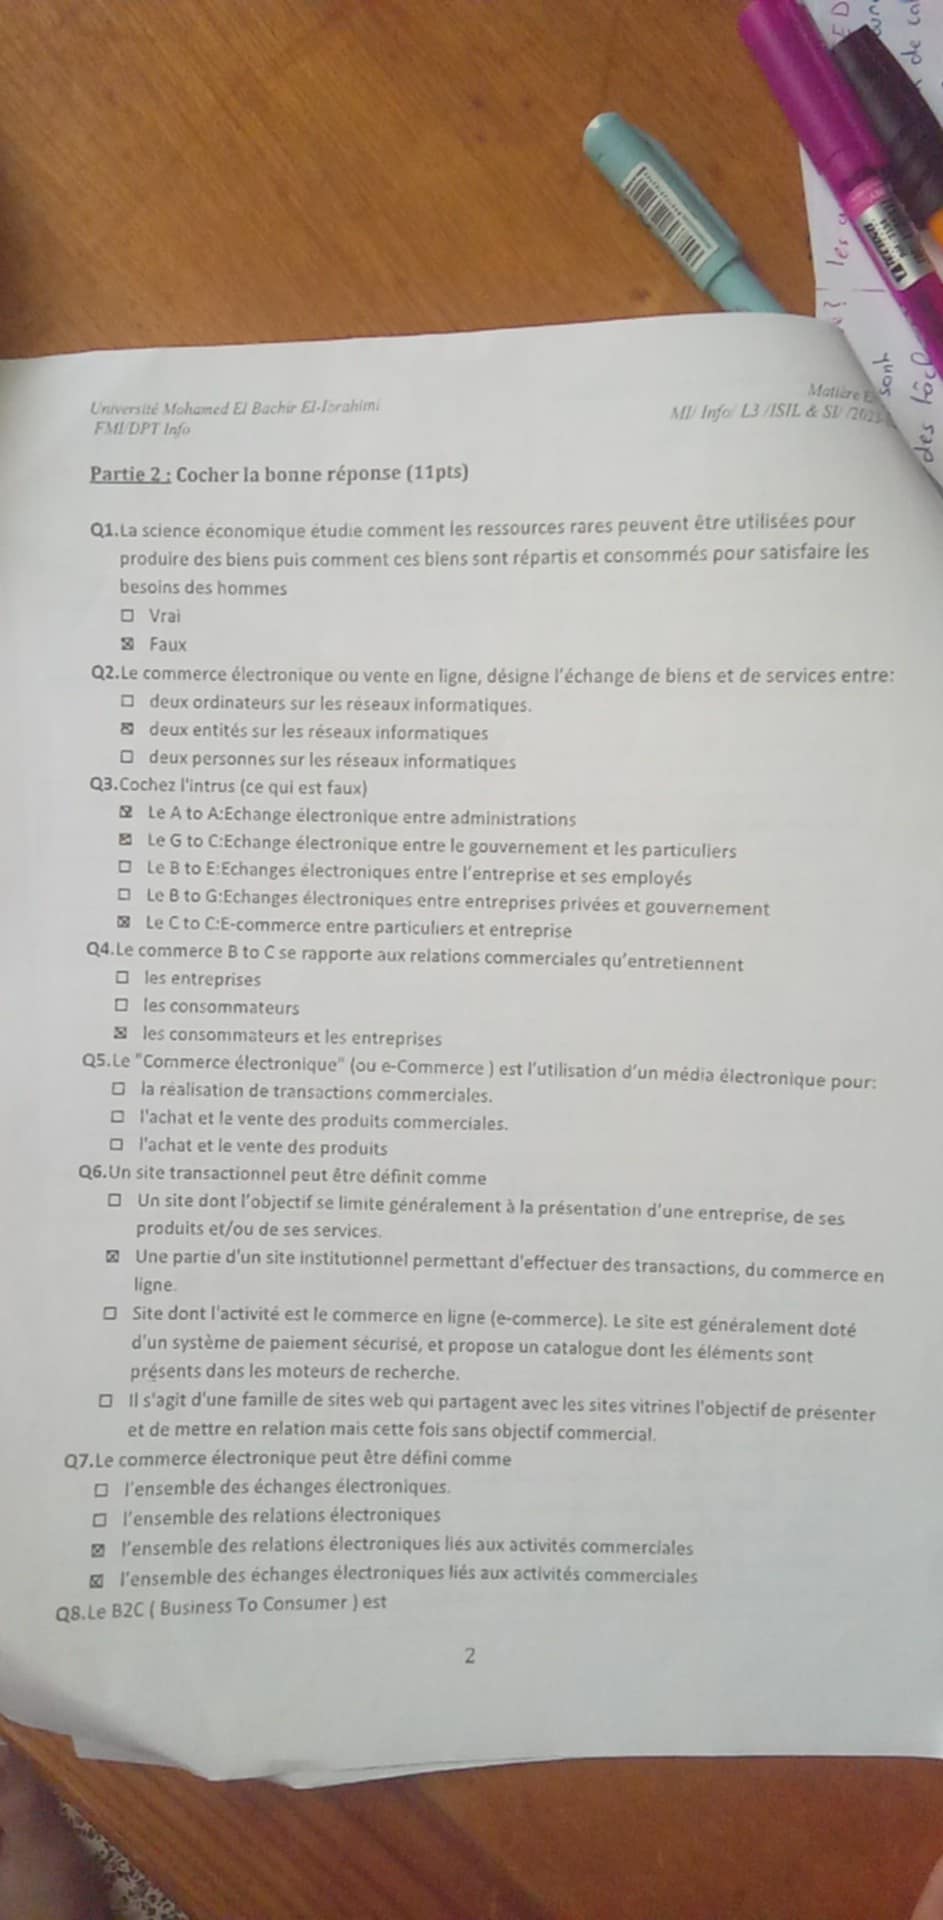 Université Mohamed El Bachir El-Ibrahimi
FMI/DPT Info
Matière
MI/ Info/ L3 /ISIL & SI/
Partie 2 : Cocher la bonne réponse (11pts)
Q1.La science économique étudie comment les ressources rares peuvent être utilisées pour
produire des biens puis comment ces biens sont répartis et consommés pour satisfaire les
besoins des hommes
☐ Vrai
☒ Faux
Q2.Le commerce électronique ou vente en ligne, désigne l'échange de biens et de services entre:
☐ deux ordinateurs sur les réseaux informatiques.
☒ deux entités sur les réseaux informatiques
☐ deux personnes sur les réseaux informatiques
Q3.Cochez l'intrus (ce qui est faux)
☒ Le A to A:Echange électronique entre administrations
☒ Le G to C:Echange électronique entre le gouvernement et les particuliers
☐ Le B to E:Echanges électroniques entre l'entreprise et ses employés
☐ Le B to G:Echanges électroniques entre entreprises privées et gouvernement
☒ Le C to C:E-commerce entre particuliers et entreprise
Q4.Le commerce B to C se rapporte aux relations commerciales qu'entretiennent
☐ les entreprises
☐ les consommateurs
☒ les consommateurs et les entreprises
Q5.Le "Commerce électronique" (ou e-Commerce ) est l'utilisation d'un média électronique pour:
☐ la réalisation de transactions commerciales.
☐ l'achat et le vente des produits commerciales.
☐ l'achat et le vente des produits
Q6.Un site transactionnel peut être définit comme
☐ Un site dont l'objectif se limite généralement à la présentation d'une entreprise, de ses
produits et/ou de ses services.
☒ Une partie d'un site institutionnel permettant d'effectuer des transactions, du commerce en
ligne.
☐ Site dont l'activité est le commerce en ligne (e-commerce). Le site est généralement doté
d'un système de paiement sécurisé, et propose un catalogue dont les éléments sont
présents dans les moteurs de recherche.
☐ Il s'agit d'une famille de sites web qui partagent avec les sites vitrines l'objectif de présenter
et de mettre en relation mais cette fois sans objectif commercial.
Q7.Le commerce électronique peut être défini comme
☐ l'ensemble des échanges électroniques.
☐ l'ensemble des relations électroniques
☒ l'ensemble des relations électroniques liés aux activités commerciales
☒ l'ensemble des échanges électroniques liés aux activités commerciales
Q8.Le B2C ( Business To Consumer ) est
2
de
les
sont
des